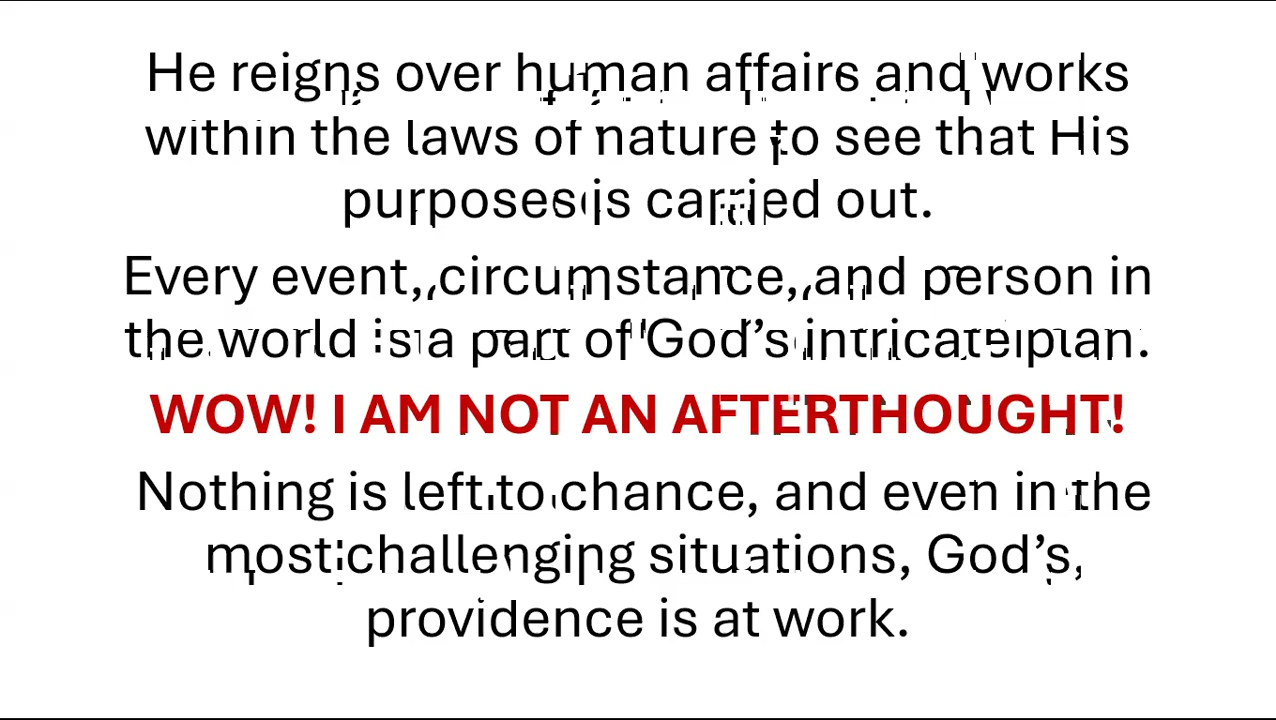 He reigns over human affairs and works
within the laws of nature to see that His
purposes is carried out.
Every event, circumstance, and person in
the world is a part of God’s intricate plan.
WOW! I AM NOT AN AFTERTHOUGHT!
Nothing is left to chance, and even in the
most challenging situations, God’s
providence is at work.